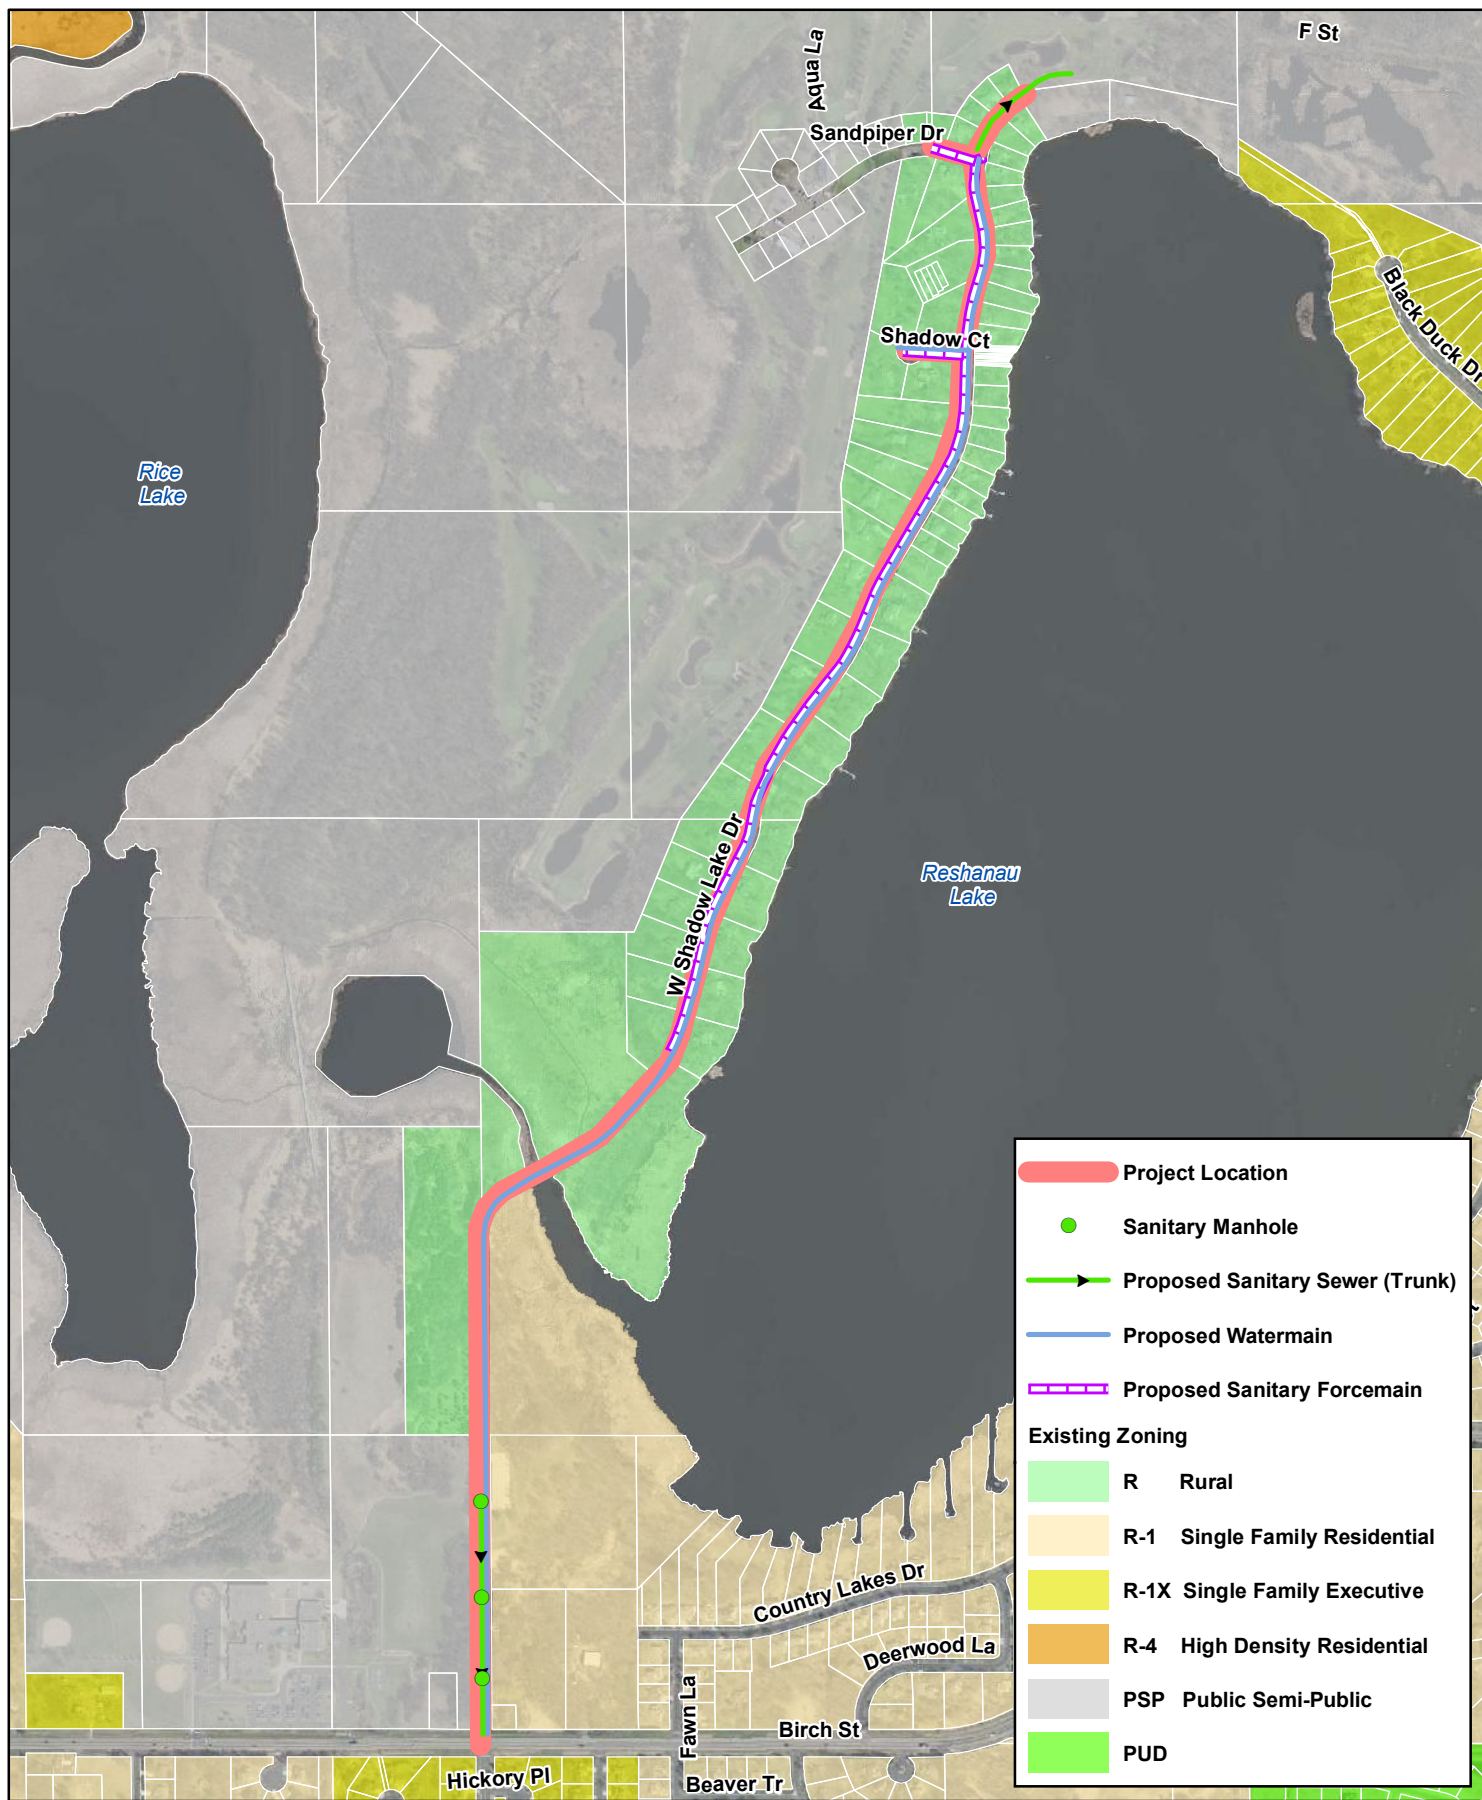 F St
Aqua La
Sandpiper Dr
Black Duck Dr
Shadow Ct
Rice
Lake
W Shadow Lake Dr
Reshanau
Lake
Project Location
Sanitary Manhole
Proposed Sanitary Sewer (Trunk)
Proposed Watermain
Proposed Sanitary Forcemain
Existing Zoning
R Rural
R-1 Single Family Residential
R-1X Single Family Executive
R-4 High Density Residential
PSP Public Semi-Public
PUD
Country Lakes Dr
Deerwood La
Fawn La
Birch St
Hickory Pl
Beaver Tr